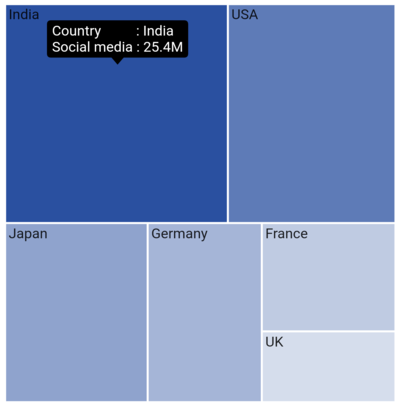 India
USA
Country : India
Social media : 25.4M
Japan
Germany
France
UK